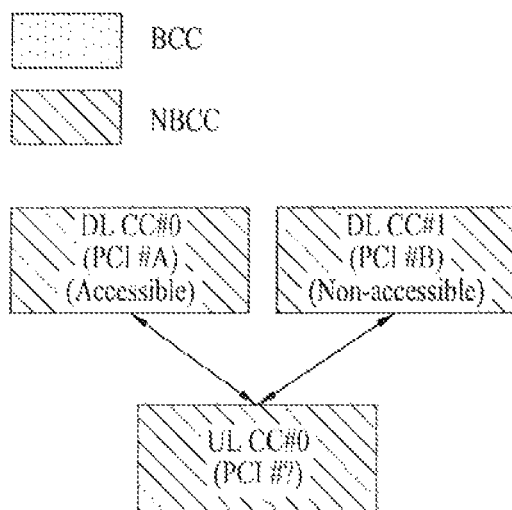 BCC
NBCC
DL CC#0
(PCI #A)
(Accessible)
DL CC#1
(PCI #B)
(Non-accessible)
UL CC#0
(PCI #?)